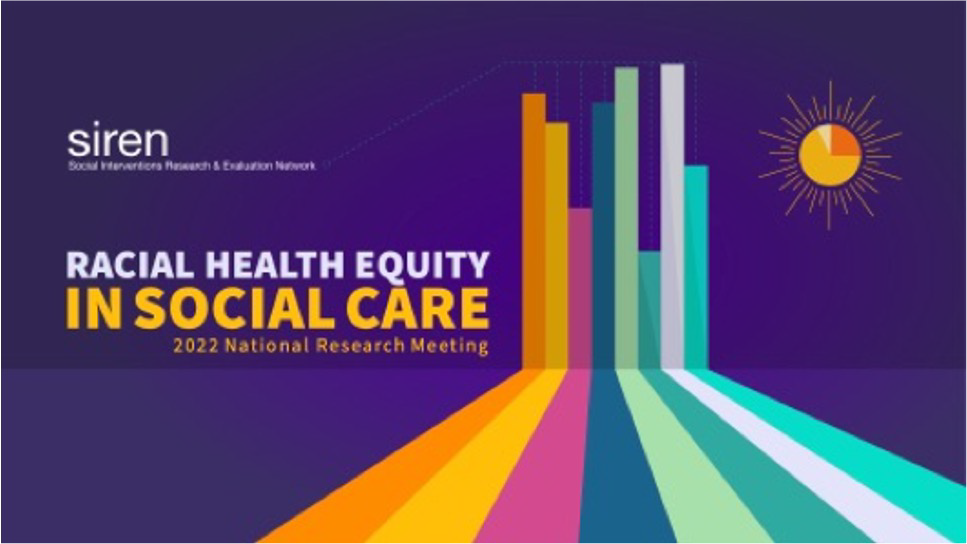 siren
Social Interventions Research & Evaluation Network
RACIAL HEALTH EQUITY
IN SOCIAL CARE
2022 National Research Meeting